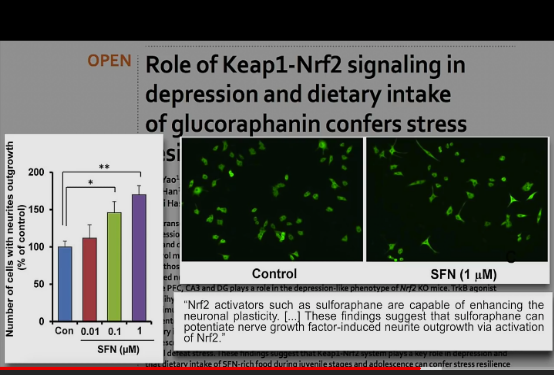 OPEN
Role of Keap1-Nrf2 signaling in
depression and dietary intake
of glucoraphanin confers stress
Number of cells with neurites outgrowth
(% of control)
200
150
100
50
0
**
*
Con 0.01 0.1 1
SFN (µM)
Control
SFN (1 µM)
PFC, CA3 and DG plays a role in the depression-like phenotype of Nrf2 KO mice. TrkB agonist
"Nrf2 activators such as sulforaphane are capable of enhancing the
neuronal plasticity. [...] These findings suggest that sulforaphane can
potentiate nerve growth factor-induced neurite outgrowth via activation
of Nrf2."
defeat stress. These findings suggest that Keap1-Nrf2 system plays a key role in depression and
that dietary intake of SFN-rich food during juvenile stages and adolescence can confer stress resilience